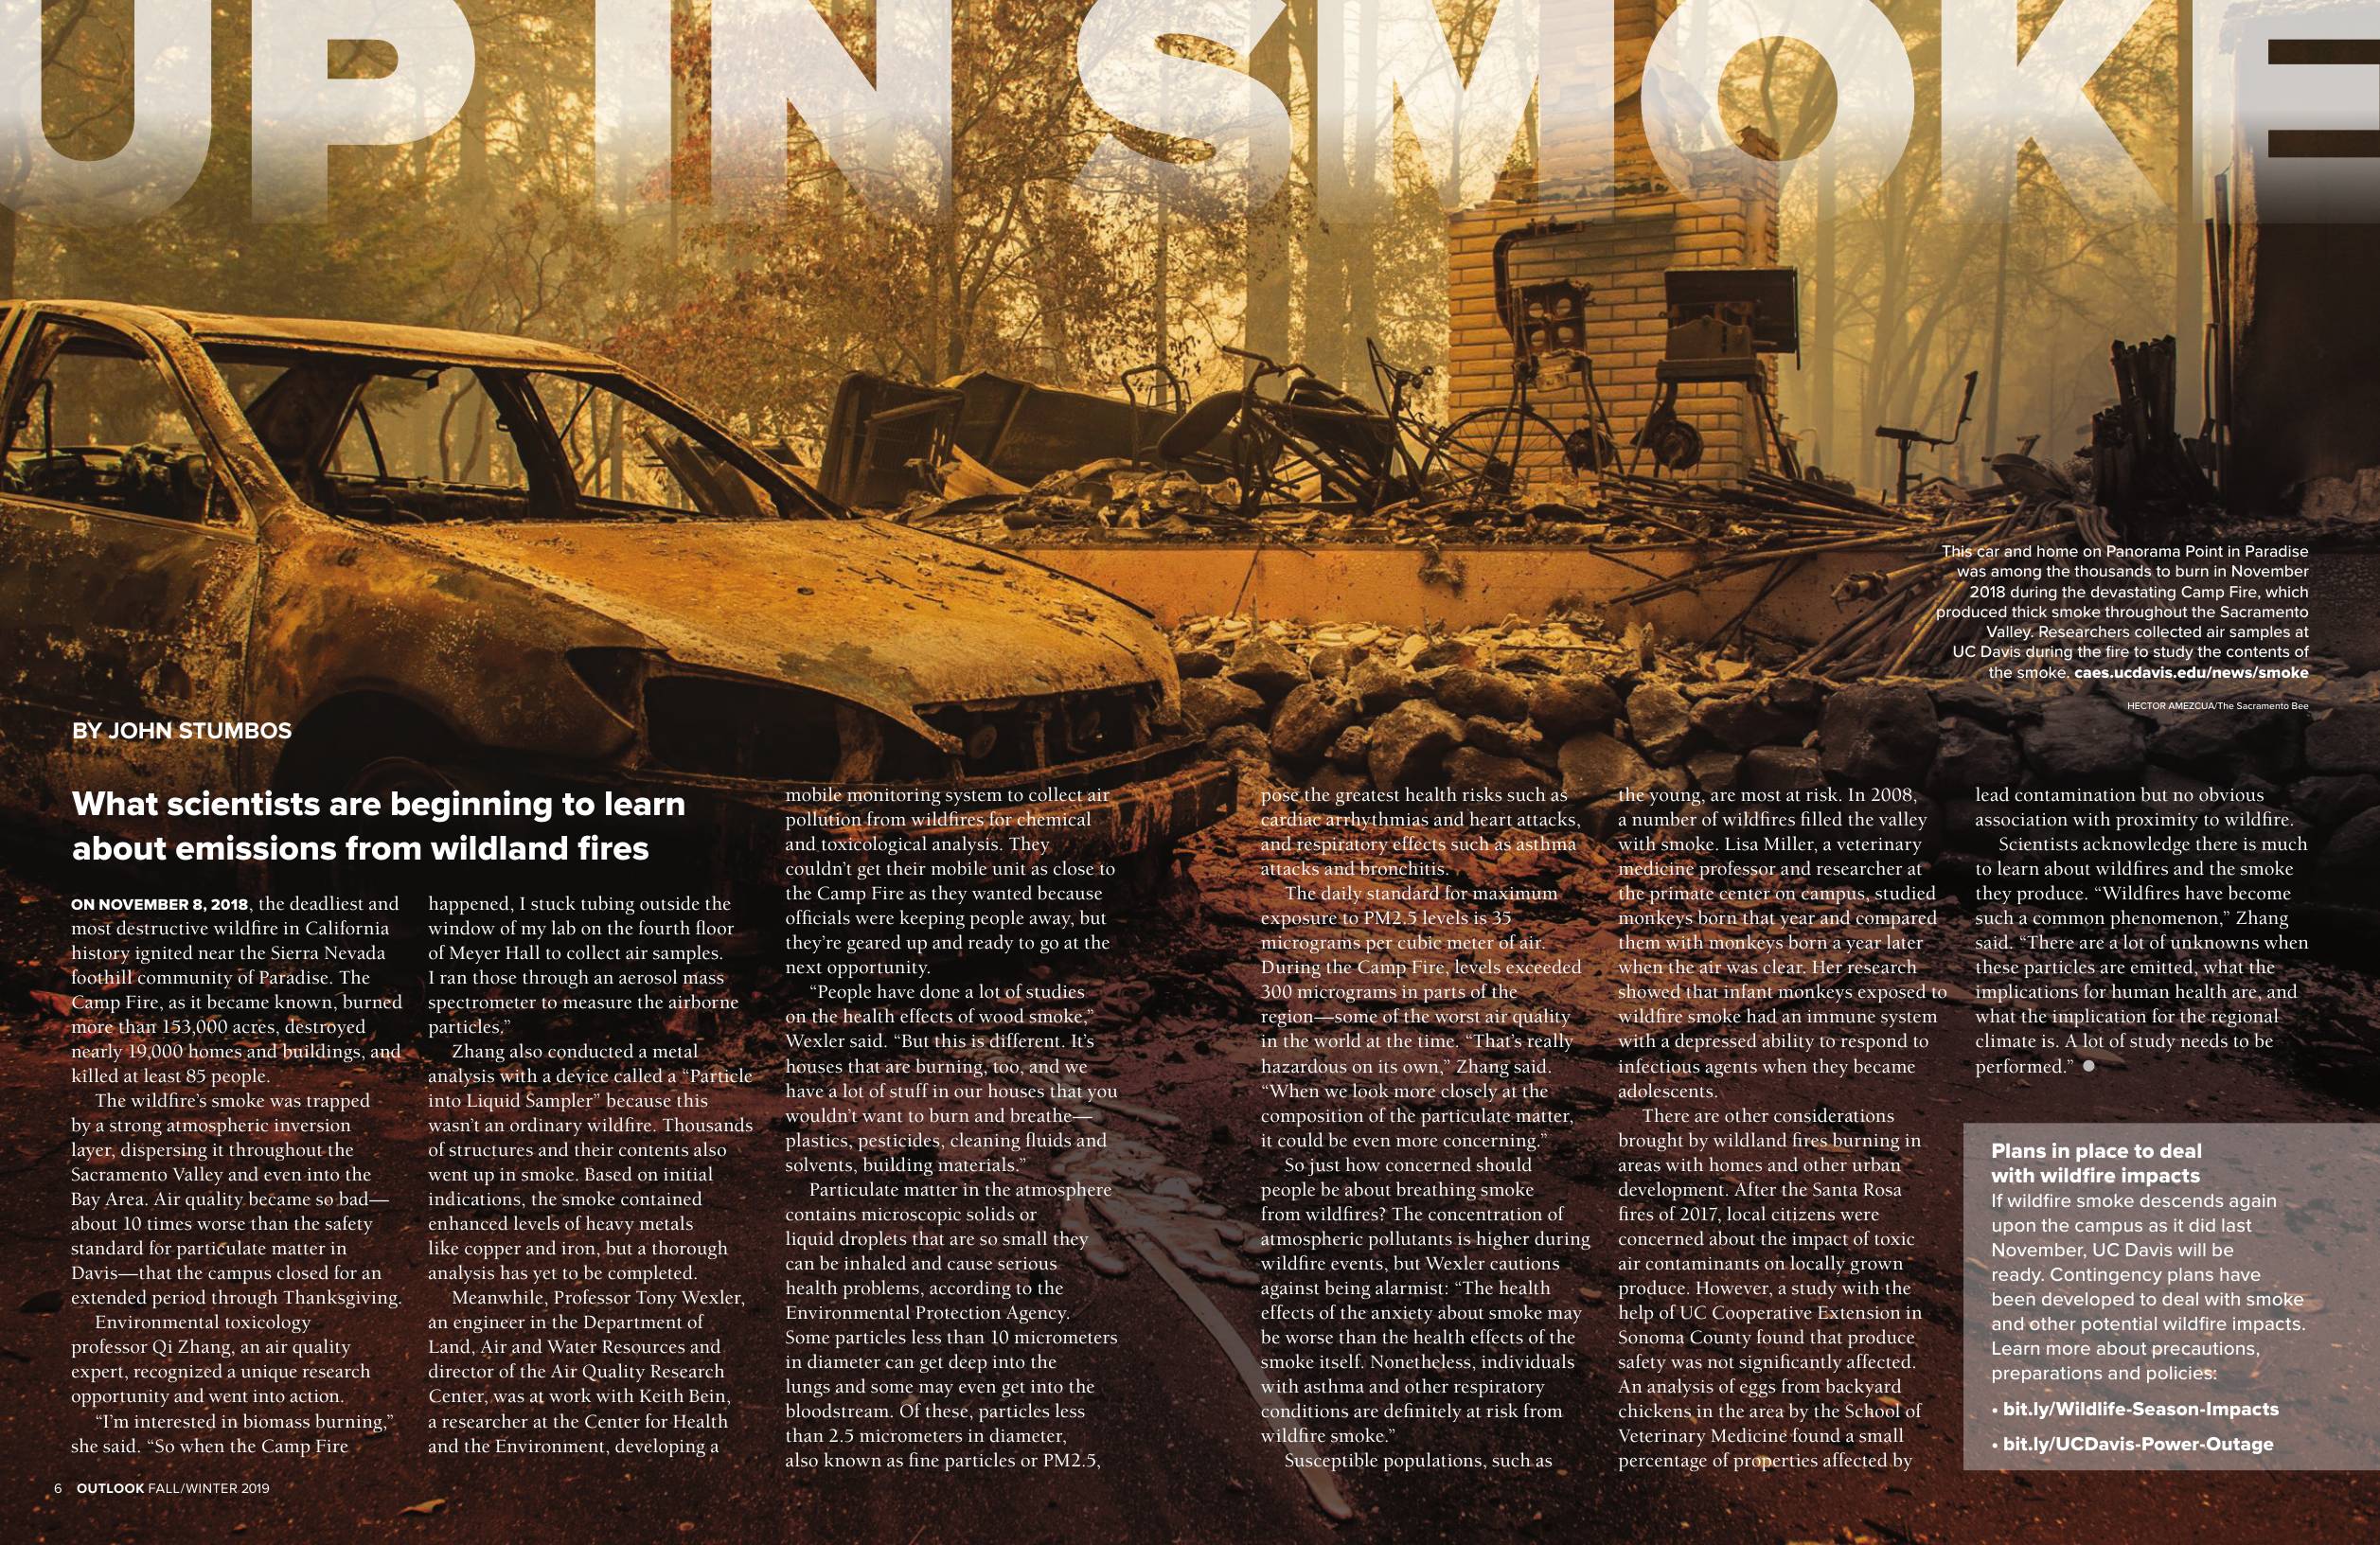 UP IN SMOKE
This car and home on Panorama Point in Paradise
was among the thousands to burn in November
2018 during the devastating Camp Fire, which
produced thick smoke throughout the Sacramento
Valley. Researchers collected air samples at
UC Davis during the fire to study the contents of
the smoke. caes.ucdavis.edu/news/smoke
HECTOR AMEZCUA/The Sacramento Bee
BY JOHN STUMBOS
What scientists are beginning to learn
about emissions from wildland fires
ON NOVEMBER 8, 2018, the deadliest and
most destructive wildfire in California
history ignited near the Sierra Nevada
foothill community of Paradise. The
Camp Fire, as it became known, burned
more than 153,000 acres, destroyed
nearly 19,000 homes and buildings, and
killed at least 85 people.
The wildfire's smoke was trapped
by a strong atmospheric inversion
layer, dispersing it throughout the
Sacramento Valley and even into the
Bay Area. Air quality became so bad—
about 10 times worse than the safety
standard for particulate matter in
Davis—that the campus closed for an
extended period through Thanksgiving.
Environmental toxicology
professor Qi Zhang, an air quality
expert, recognized a unique research
opportunity and went into action.
“I'm interested in biomass burning,”
she said. “So when the Camp Fire
happened, I stuck tubing outside the
window of my lab on the fourth floor
of Meyer Hall to collect air samples.
I ran those through an aerosol mass
spectrometer to measure the airborne
particles.”
Zhang also conducted a metal
analysis with a device called a “Particle
into Liquid Sampler” because this
wasn't an ordinary wildfire. Thousands
of structures and their contents also
went up in smoke. Based on initial
indications, the smoke contained
enhanced levels of heavy metals
like copper and iron, but a thorough
analysis has yet to be completed.
Meanwhile, Professor Tony Wexler,
an engineer in the Department of
Land, Air and Water Resources and
director of the Air Quality Research
Center, was at work with Keith Bein,
a researcher at the Center for Health
and the Environment, developing a
mobile monitoring system to collect air
pollution from wildfires for chemical
and toxicological analysis. They
couldn't get their mobile unit as close to
the Camp Fire as they wanted because
officials were keeping people away, but
they're geared up and ready to go at the
next opportunity.
“People have done a lot of studies
on the health effects of wood smoke,”
Wexler said. “But this is different. It's
houses that are burning, too, and we
have a lot of stuff in our houses that you
wouldn't want to burn and breathe—
plastics, pesticides, cleaning fluids and
solvents, building materials.”
Particulate matter in the atmosphere
contains microscopic solids or
liquid droplets that are so small they
can be inhaled and cause serious
health problems, according to the
Environmental Protection Agency.
Some particles less than 10 micrometers
in diameter can get deep into the
lungs and some may even get into the
bloodstream. Of these, particles less
than 2.5 micrometers in diameter,
also known as fine particles or PM2.5,
pose the greatest health risks such as
cardiac arrhythmias and heart attacks,
and respiratory effects such as asthma
attacks and bronchitis.
The daily standard for maximum
exposure to PM2.5 levels is 35
micrograms per cubic meter of air.
During the Camp Fire, levels exceeded
300 micrograms in parts of the
region—some of the worst air quality
in the world at the time. “That's really
hazardous on its own,” Zhang said.
“When we look more closely at the
composition of the particulate matter,
it could be even more concerning.”
So just how concerned should
people be about breathing smoke
from wildfires? The concentration of
atmospheric pollutants is higher during
wildfire events, but Wexler cautions
against being alarmist: “The health
effects of the anxiety about smoke may
be worse than the health effects of the
smoke itself. Nonetheless, individuals
with asthma and other respiratory
conditions are definitely at risk from
wildfire smoke.”
Susceptible populations, such as
the young, are most at risk. In 2008,
a number of wildfires filled the valley
with smoke. Lisa Miller, a veterinary
medicine professor and researcher at
the primate center on campus, studied
monkeys born that year and compared
them with monkeys born a year later
when the air was clear. Her research
showed that infant monkeys exposed to
wildfire smoke had an immune system
with a depressed ability to respond to
infectious agents when they became
adolescents.
There are other considerations
brought by wildland fires burning in
areas with homes and other urban
development. After the Santa Rosa
fires of 2017, local citizens were
concerned about the impact of toxic
air contaminants on locally grown
produce. However, a study with the
help of UC Cooperative Extension in
Sonoma County found that produce
safety was not significantly affected.
An analysis of eggs from backyard
chickens in the area by the School of
Veterinary Medicine found a small
percentage of properties affected by
lead contamination but no obvious
association with proximity to wildfire.
Scientists acknowledge there is much
to learn about wildfires and the smoke
they produce. “Wildfires have become
such a common phenomenon,” Zhang
said. “There are a lot of unknowns when
these particles are emitted, what the
implications for human health are, and
what the implication for the regional
climate is. A lot of study needs to be
performed.” ●
Plans in place to deal
with wildfire impacts
If wildfire smoke descends again
upon the campus as it did last
November, UC Davis will be
ready. Contingency plans have
been developed to deal with smoke
and other potential wildfire impacts.
Learn more about precautions,
preparations and policies:
• bit.ly/Wildlife-Season-Impacts
• bit.ly/UCDavis-Power-Outage
6 OUTLOOK FALL/WINTER 2019